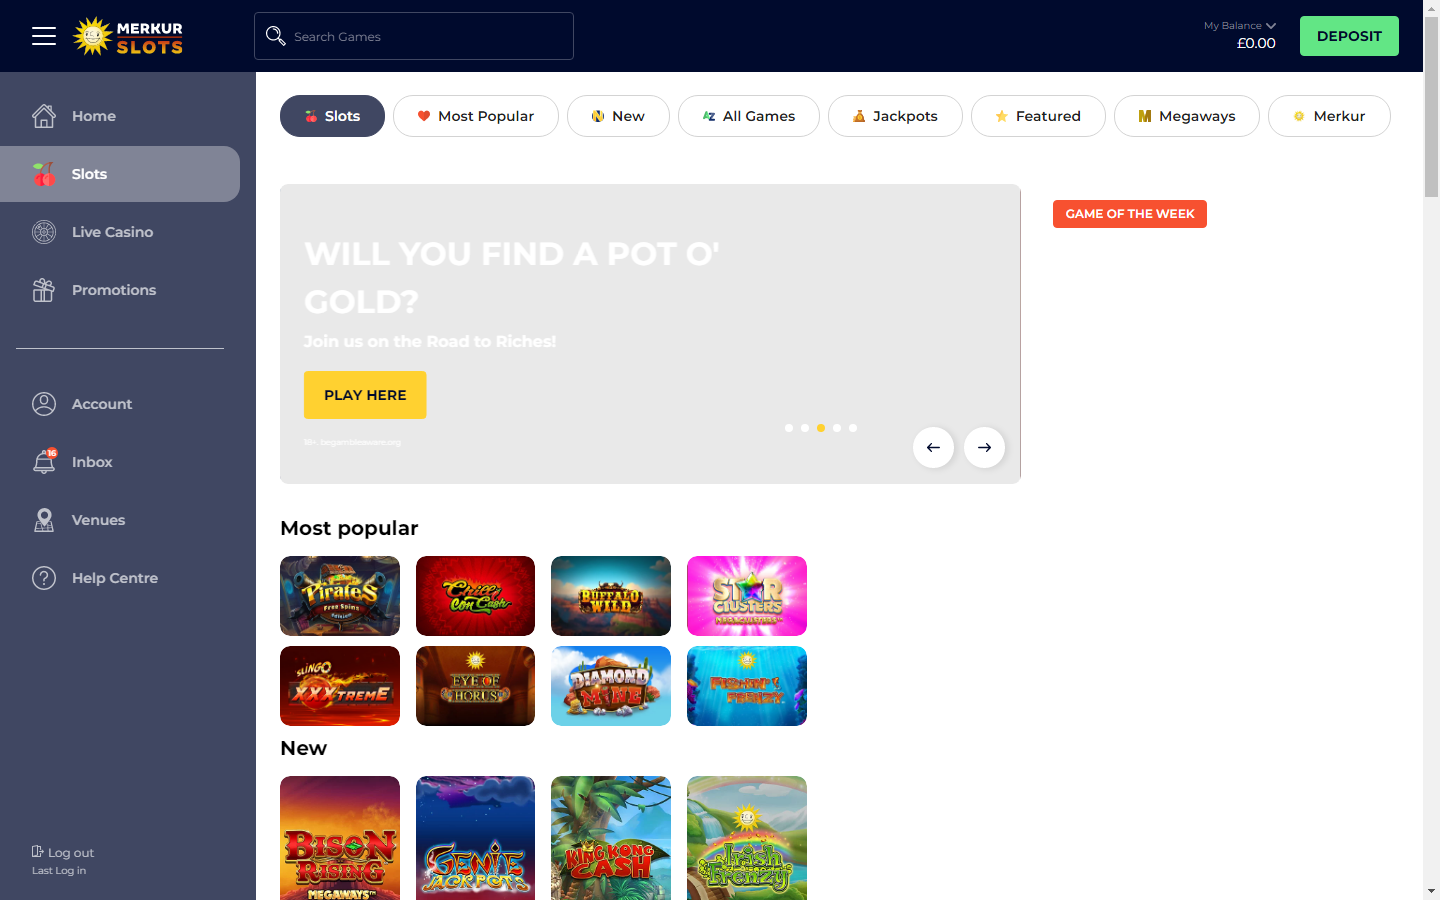 MERKUR
SLOTS
Search Games
My Balance
£0.00
DEPOSIT
Home
Slots
Live Casino
Promotions
Account
16
Inbox
Venues
Help Centre
Log out
Last Log in
Slots
Most Popular
N New
AZ All Games
Jackpots
Featured
M Megaways
Merkur
WILL YOU FIND A POT O'
GOLD?
Join us on the Road to Riches!
PLAY HERE
18+. begambleaware.org
GAME OF THE WEEK
Most popular
Pirates
Free Spins
Edition
Chilli
Con Cash
BUFFALO
WILD
STAR
CLUSTERS
MEGACLUSTERS™
SLINGO
XXXTREME
EYE OF
HORUS
DIAMOND
MINE
FISHIN'
FRENZY
New
BISON
RISING
MEGAWAYS™
GENIE
JACKPOTS
KING KONG
CASH
Irish
Frenzy